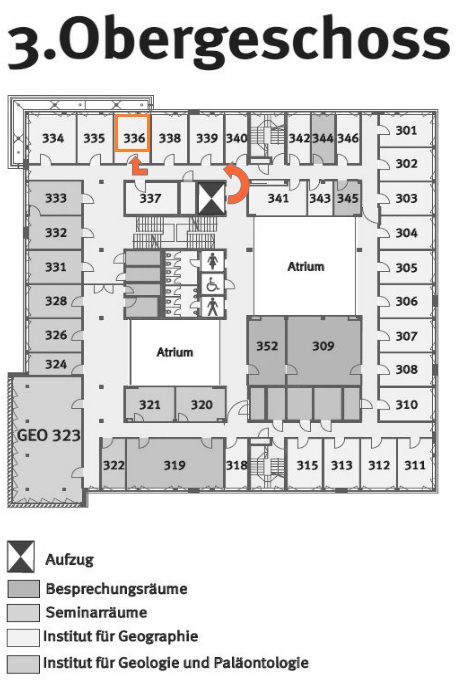 3.Obergeschoss
334 335 336 338 339 340 342 344 346 301
302
333 337 341 343 345 303
332 304
331 Atrium 305
328 306
326 352 309 307
324 Atrium 308
321 320 310
GEO 323
322 319 318 315 313 312 311
Aufzug
Besprechungsräume
Seminarräume
Institut für Geographie
Institut für Geologie und Paläontologie